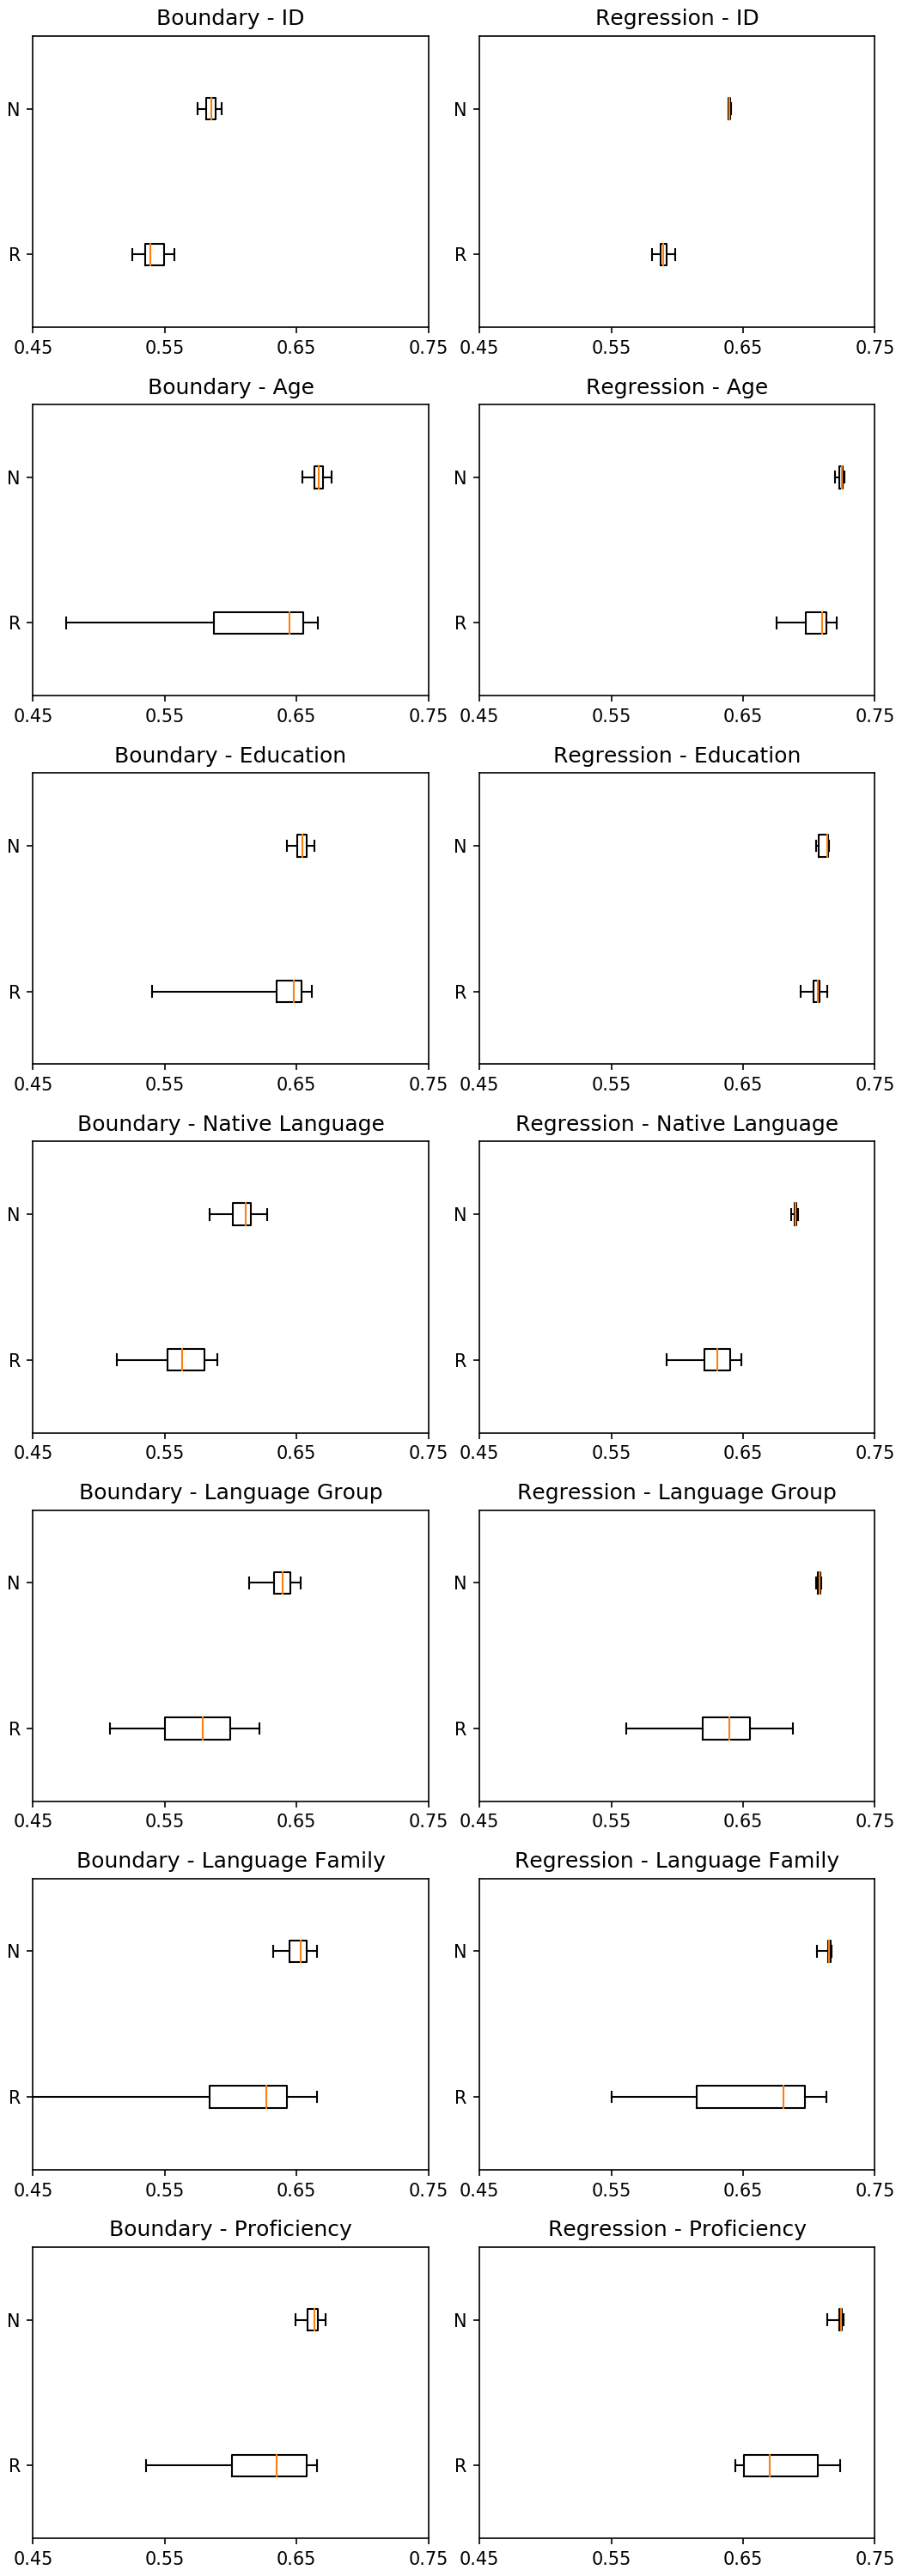 Boundary - ID
Regression - ID
N
N
R
R
0.45 0.55 0.65 0.75
0.45 0.55 0.65 0.75
Boundary - Age
Regression - Age
N
N
R
R
0.45 0.55 0.65 0.75
0.45 0.55 0.65 0.75
Boundary - Education
Regression - Education
N
N
R
R
0.45 0.55 0.65 0.75
0.45 0.55 0.65 0.75
Boundary - Native Language
Regression - Native Language
N
N
R
R
0.45 0.55 0.65 0.75
0.45 0.55 0.65 0.75
Boundary - Language Group
Regression - Language Group
N
N
R
R
0.45 0.55 0.65 0.75
0.45 0.55 0.65 0.75
Boundary - Language Family
Regression - Language Family
N
N
R
R
0.45 0.55 0.65 0.75
0.45 0.55 0.65 0.75
Boundary - Proficiency
Regression - Proficiency
N
N
R
R
0.45 0.55 0.65 0.75
0.45 0.55 0.65 0.75